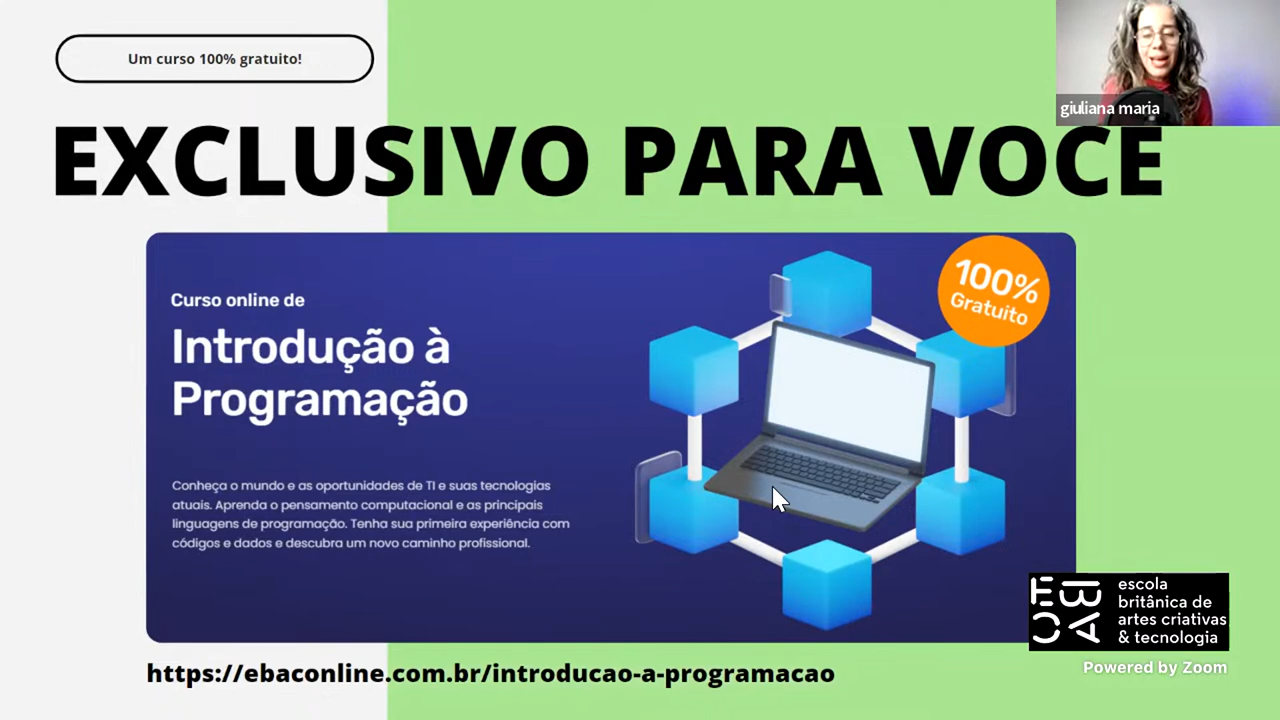 Um curso 100% gratuito!
giuliana maria
EXCLUSIVO PARA VOCE
100%
Gratuito
Curso online de
Introdução à
Programação
Conheça o mundo e as oportunidades de TI e suas tecnologias
atuais. Aprenda o pensamento computacional e as principais
linguagens de programação. Tenha sua primeira experiência com
códigos e dados e descubra um novo caminho profissional.
EBAC
escola
britânica de
artes criativas
& tecnologia
https://ebaconline.com.br/introducao-a-programacao
Powered by Zoom